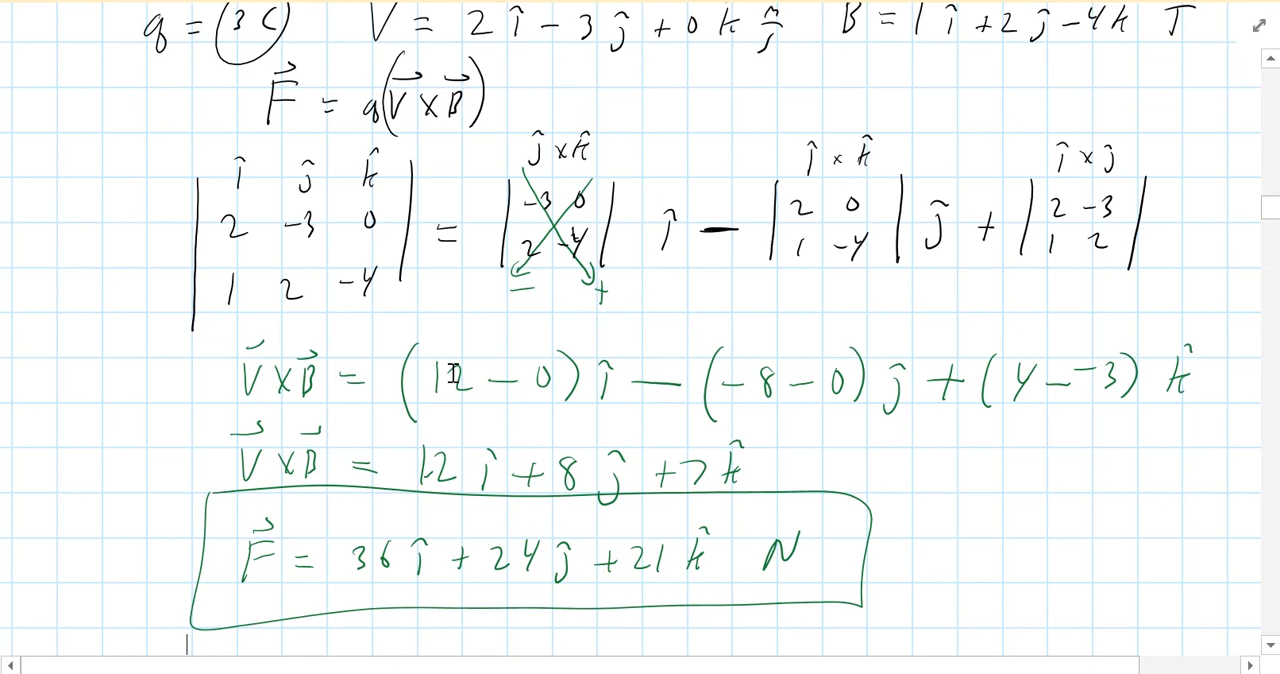 q = (3 C) V = 2 î - 3 ĵ + 0 k m/s B = 1 î + 2 ĵ - 4 k T
F⃗ = q(V⃗ × B⃗)
ĵ × k̂ î × k̂ î × ĵ
| î ĵ k̂ | = | -3 0 | î - | 2 0 | ĵ + | 2 -3 |
| 2 -3 0 | | 2 -4 | | 1 -4 | | 1 2 |
| 1 2 -4 |
- +
V⃗ × B⃗ = (12 - 0) î - (-8 - 0) ĵ + (4 - -3) k̂
V⃗ × B⃗ = 12 î + 8 ĵ + 7 k̂
F⃗ = 36 î + 24 ĵ + 21 k̂ N